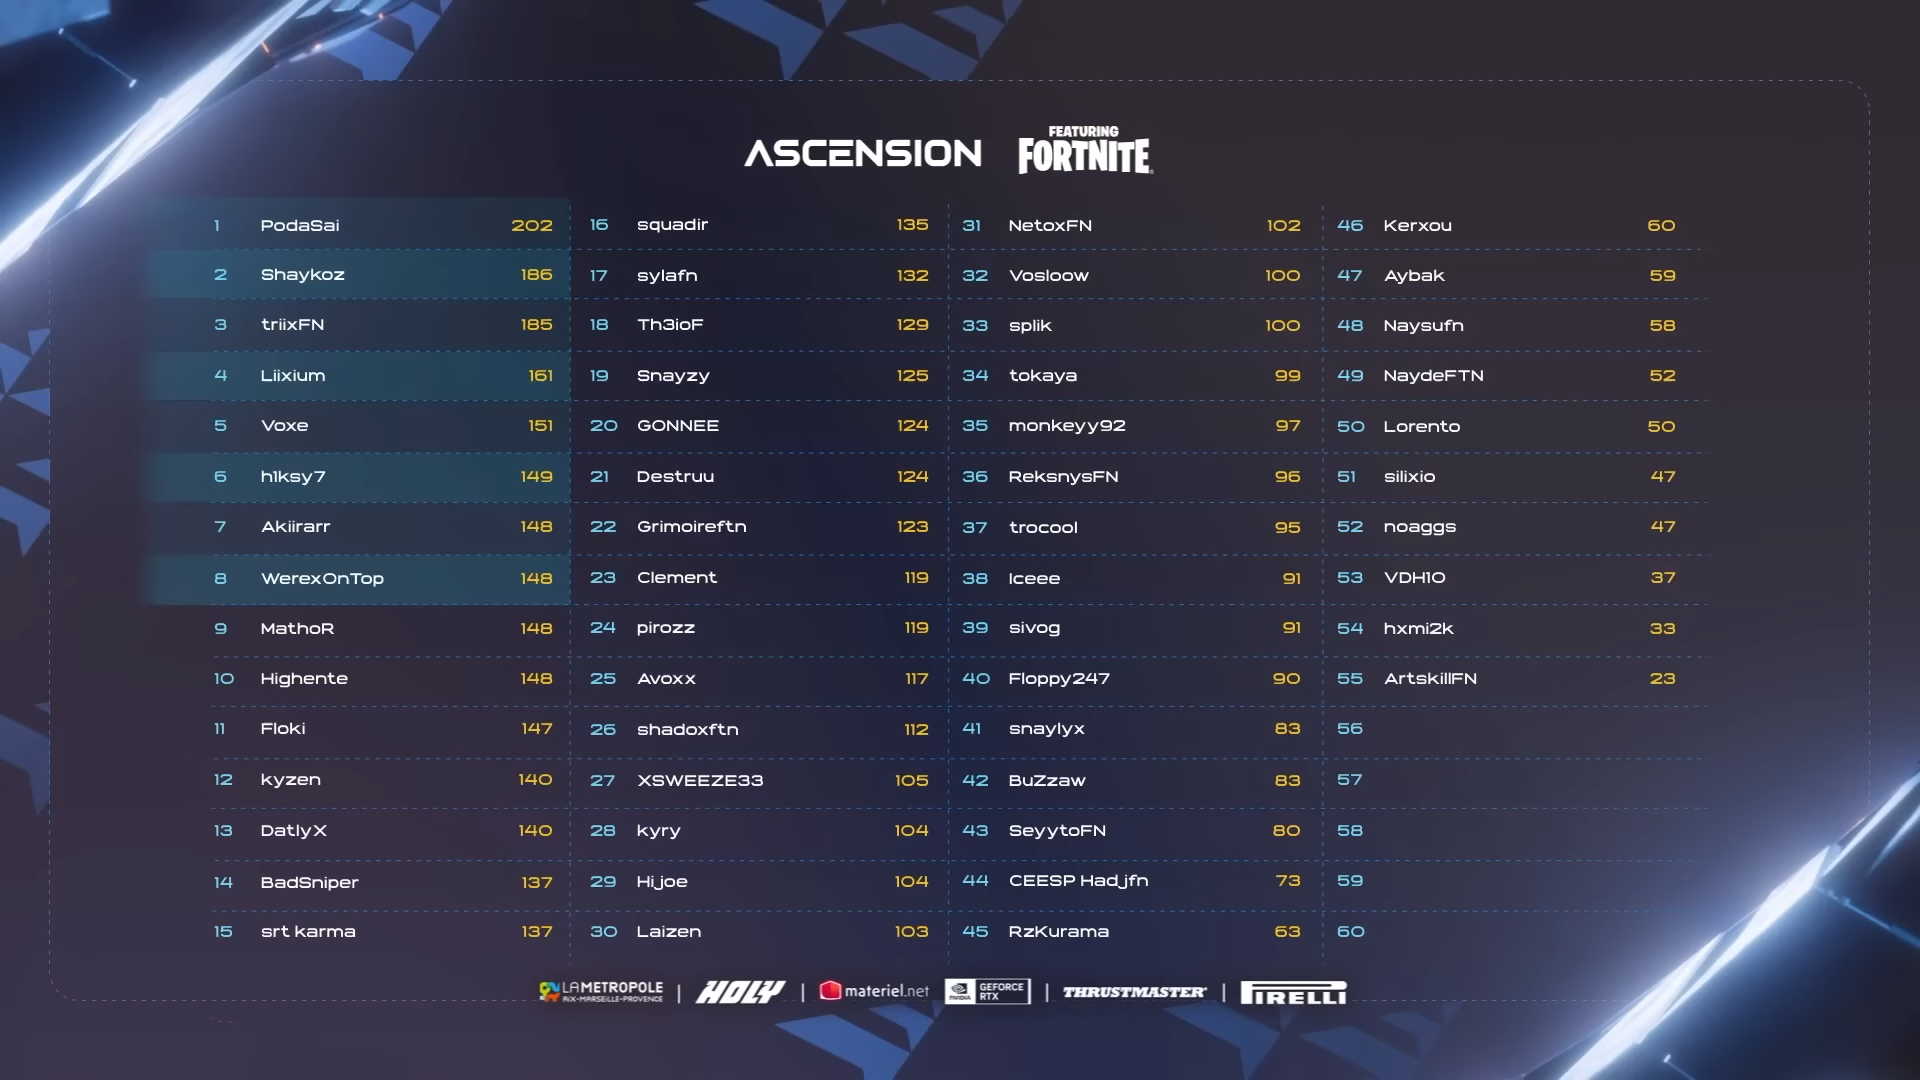 ASCENSION
FEATURING
FORTNITE
1 PodaSai 202
2 Shaykoz 186
3 triixFN 185
4 Liixium 161
5 Voxe 151
6 h1ksy7 149
7 Akiirarr 148
8 WerexOnTop 148
9 MathoR 148
10 Highente 148
11 Floki 147
12 kyzen 140
13 DatlyX 140
14 BadSniper 137
15 srt karma 137
16 squadir 135
17 sylafn 132
18 Th3ioF 129
19 Snayzy 125
20 GONNEE 124
21 Destruu 124
22 Grimoireftn 123
23 Clement 119
24 pirozz 119
25 Avoxx 117
26 shadoxftn 112
27 XSWEEZE33 105
28 kyry 104
29 Hijoe 104
30 Laizen 103
31 NetoxFN 102
32 Vosloow 100
33 splik 100
34 tokaya 99
35 monkeyy92 97
36 ReksnysFN 96
37 trocool 95
38 Iceee 91
39 sivog 91
40 Floppy247 90
41 snaylyx 83
42 BuZzaw 83
43 SeyytoFN 80
44 CEESP Hadjfn 73
45 RzKurama 63
46 Kerxou 60
47 Aybak 59
48 Naysufn 58
49 NaydeFTN 52
50 Lorento 50
51 silixio 47
52 noaggs 47
53 VDH10 37
54 hxmi2k 33
55 ArtskillFN 23
56
57
58
59
60
LAMETROPOLE
AIX-MARSEILLE-PROVENCE
HOLY
materiel.net
NVIDIA
GEFORCE
RTX
THRUSTMASTER
PIRELLI